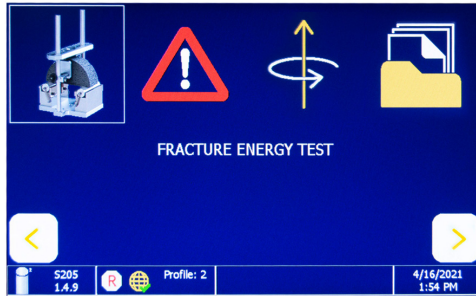 FRACTURE ENERGY TEST
S205
1.4.9
R
Profile: 2
4/16/2021
1:54 PM